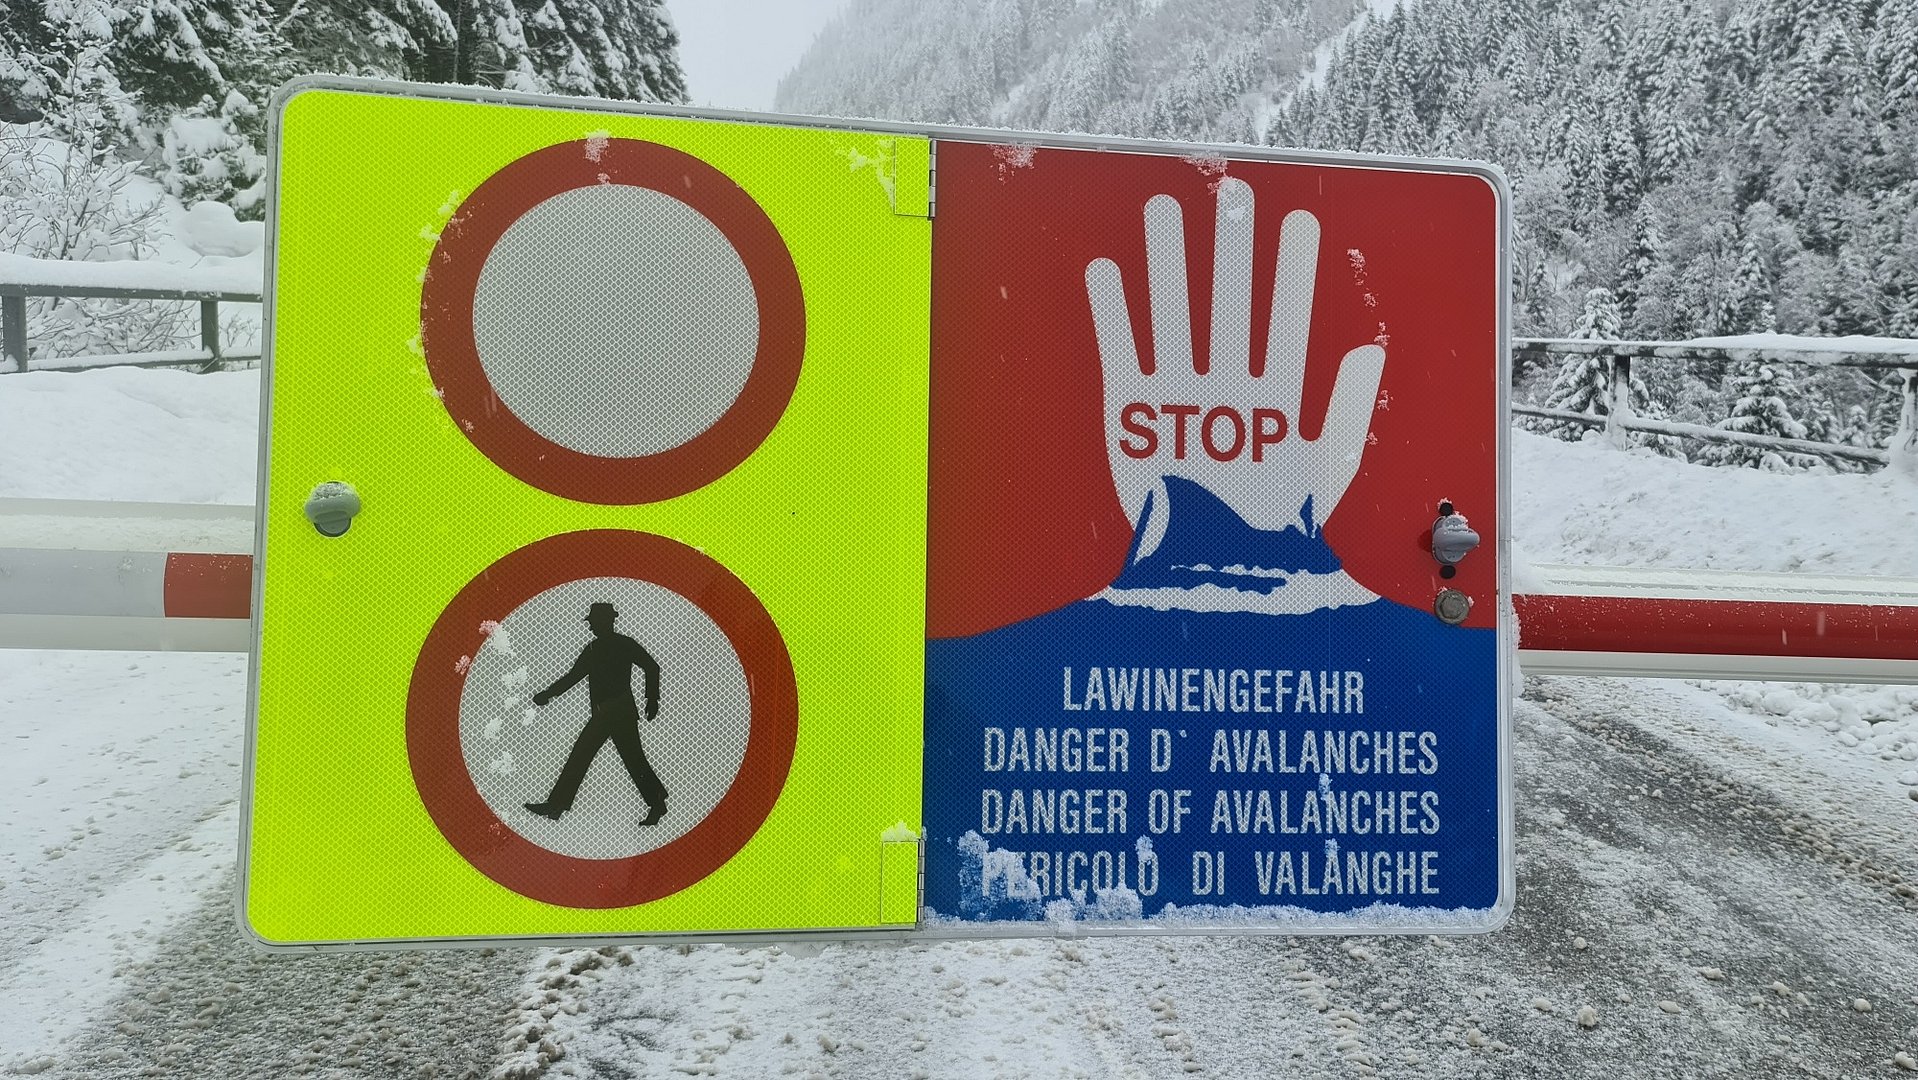 STOP
LAWINENGEFAHR
DANGER D` AVALANCHES
DANGER OF AVALANCHES
PERICOLO DI VALANGHE